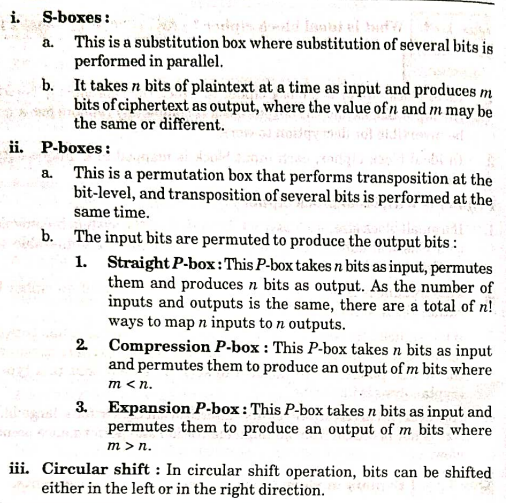 i. S-boxes :
a. This is a substitution box where substitution of several bits is
performed in parallel.
b. It takes n bits of plaintext at a time as input and produces m
bits of ciphertext as output, where the value of n and m may be
the same or different.
ii. P-boxes :
a. This is a permutation box that performs transposition at the
bit-level, and transposition of several bits is performed at the
same time.
b. The input bits are permuted to produce the output bits :
1. Straight P-box : This P-box takes n bits as input, permutes
them and produces n bits as output. As the number of
inputs and outputs is the same, there are a total of n!
ways to map n inputs to n outputs.
2. Compression P-box : This P-box takes n bits as input
and permutes them to produce an output of m bits where
m < n.
3. Expansion P-box : This P-box takes n bits as input and
permutes them to produce an output of m bits where
m > n.
iii. Circular shift : In circular shift operation, bits can be shifted
either in the left or in the right direction.